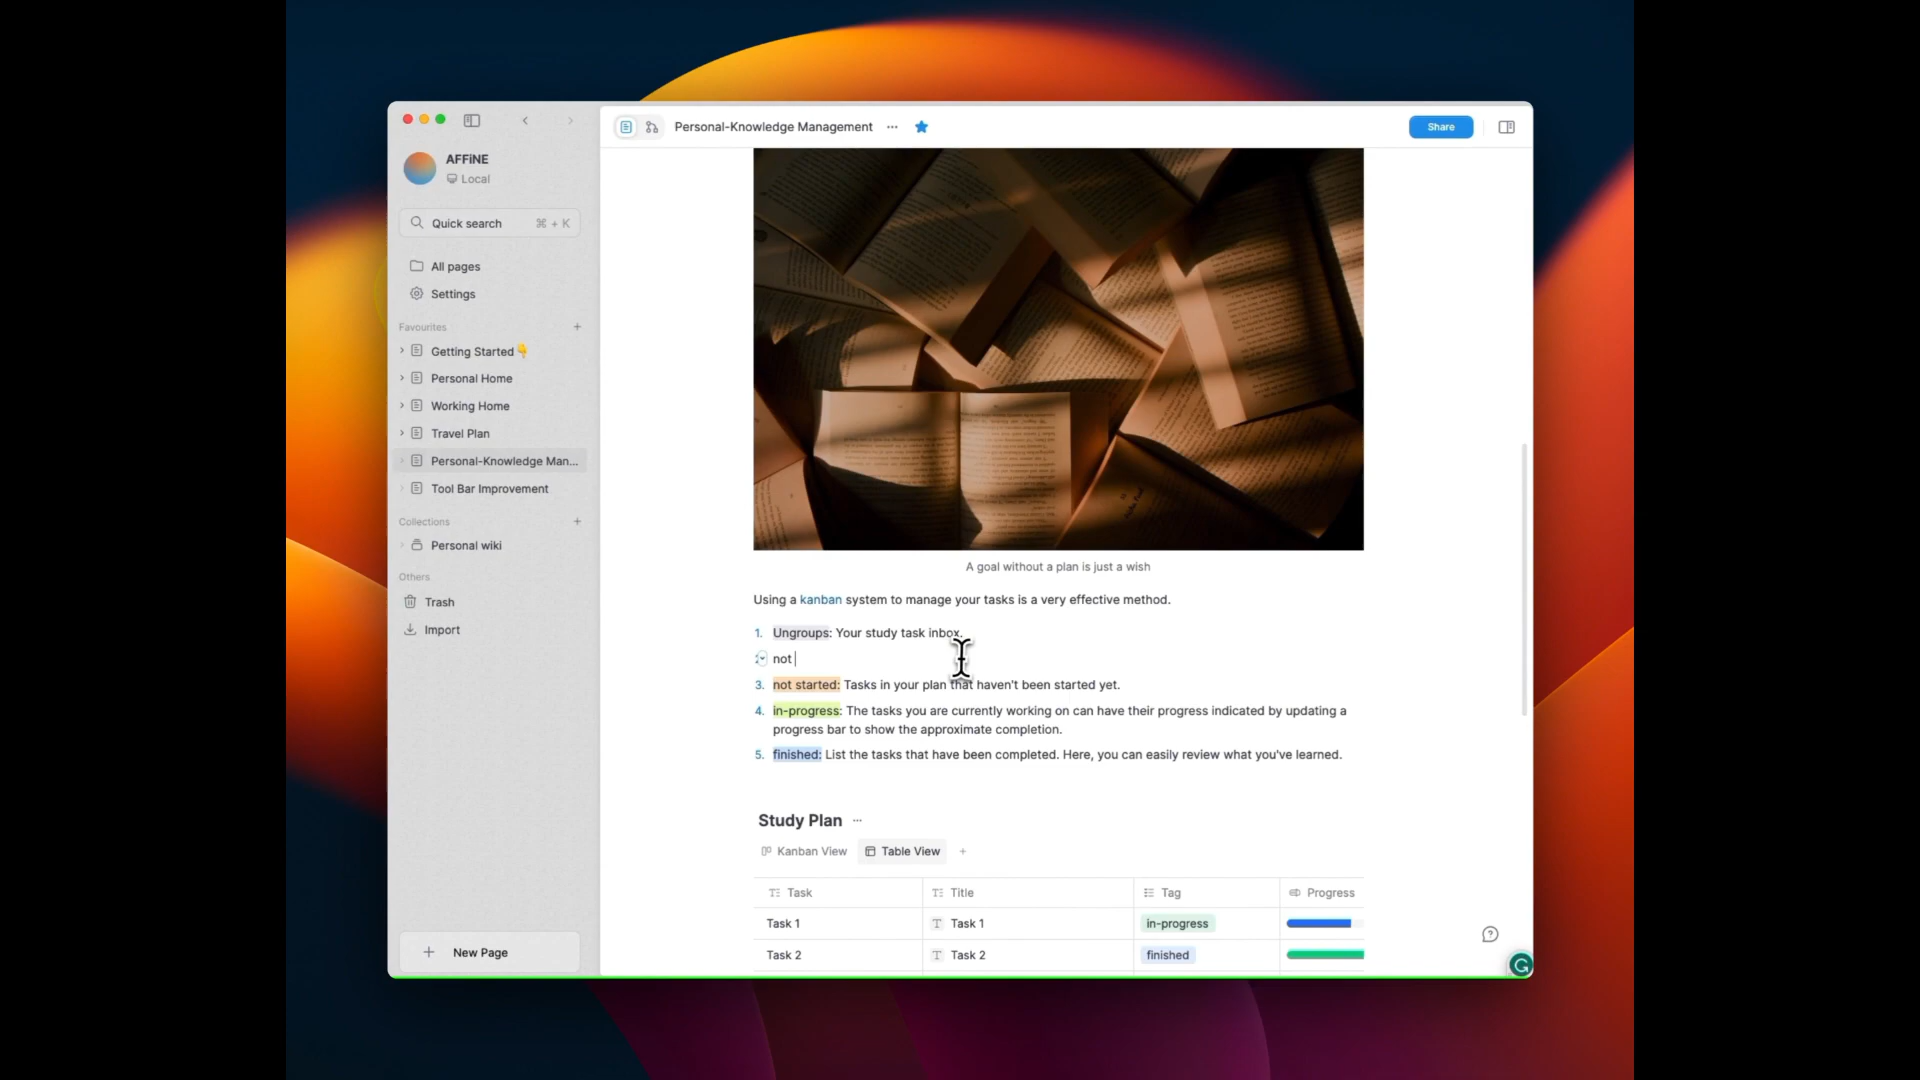 Personal-Knowledge Management
Share
AFFiNE
Local
Quick search ⌘ + K
All pages
Settings
Favourites
Getting Started👇
Personal Home
Working Home
Travel Plan
Personal-Knowledge Man...
Tool Bar Improvement
Collections
Personal wiki
Others
Trash
Import
New Page
A goal without a plan is just a wish
Using a kanban system to manage your tasks is a very effective method.
1. Ungroups: Your study task inbox.
not
3. not started: Tasks in your plan that haven't been started yet.
4. in-progress: The tasks you are currently working on can have their progress indicated by updating a
progress bar to show the approximate completion.
5. finished: List the tasks that have been completed. Here, you can easily review what you've learned.
Study Plan
Kanban View Table View
Task Title Tag Progress
Task 1 Task 1 in-progress
Task 2 Task 2 finished